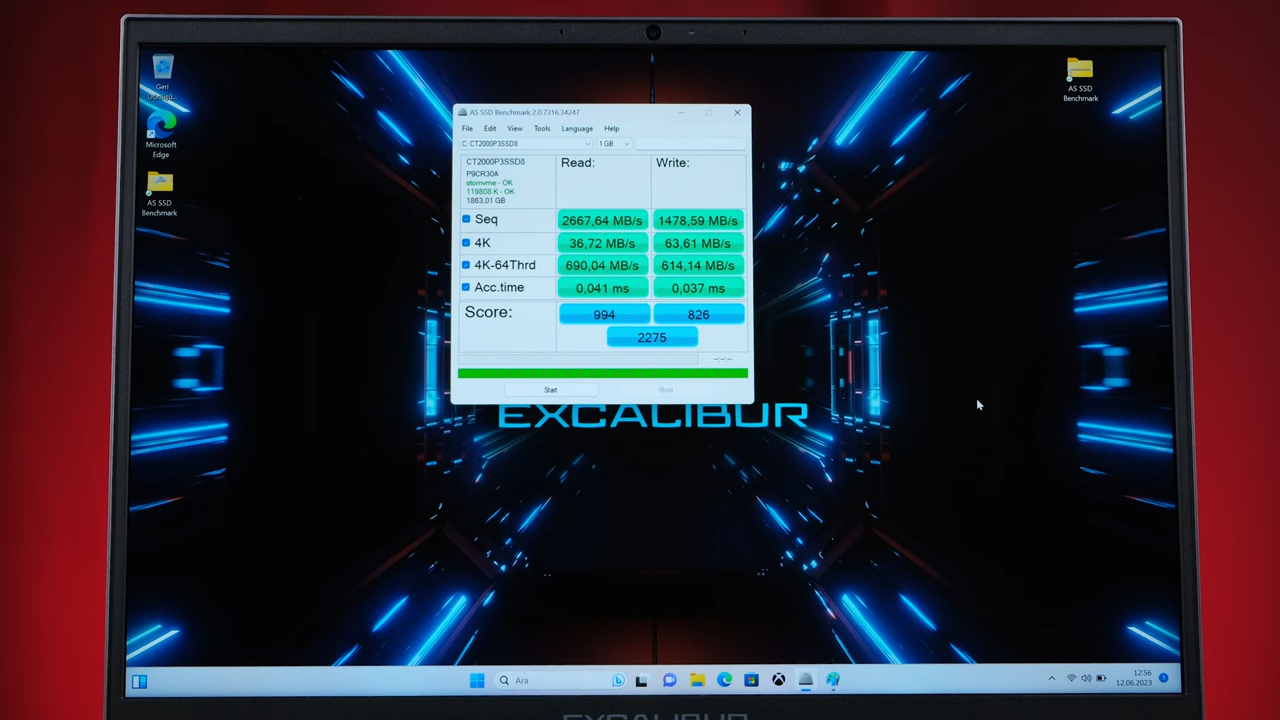 Geri
Dönüşü...
Microsoft
Edge
AS SSD
Benchmark
AS SSD
Benchmark
AS SSD Benchmark 2.0.7316.34247
File Edit View Tools Language Help
C: CT2000P3SSD8 1 GB
CT2000P3SSD8
P9CR30A
stornvme - OK
119808 K - OK
1863,01 GB
Read: Write:
Seq 2667,64 MB/s 1478,59 MB/s
4K 36,72 MB/s 63,61 MB/s
4K-64Thrd 690,04 MB/s 614,14 MB/s
Acc.time 0,041 ms 0,037 ms
Score: 994 826
2275
--:--:--
Start Abort
EXCALIBUR
Ara
12:56
12.06.2023
1
EXCALIBUR